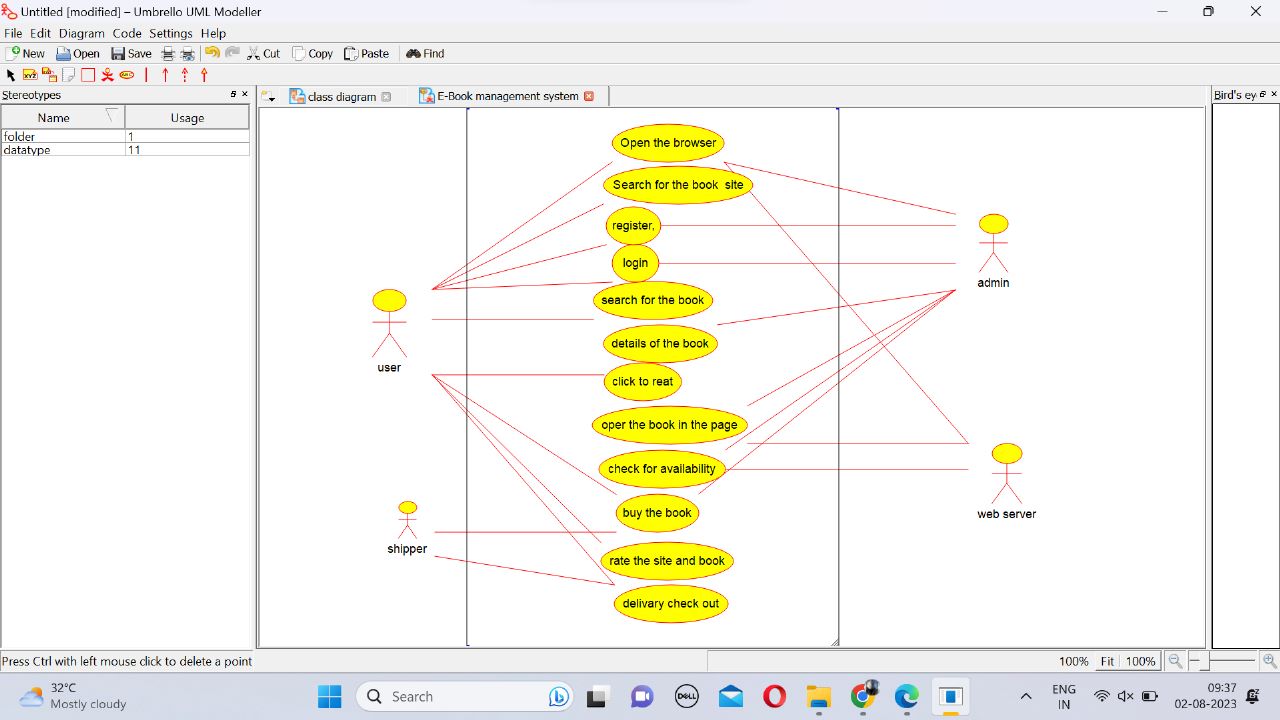 Untitled [modified] – Umbrello UML Modeller
File Edit Diagram Code Settings Help
New Open Save Cut Copy Paste Find
XYZ
Stereotypes
class diagram
E-Book management system
Bird's ey
Name Usage
folder 1
datatype 11
Open the browser
Search for the book site
register,
login
search for the book
details of the book
click to reat
oper the book in the page
check for availability
buy the book
rate the site and book
delivary check out
user
shipper
admin
web server
Press Ctrl with left mouse click to delete a point
100% Fit 100%
32°C
Mostly cloudy
Search
DELL
ENG
IN
09:37
02-08-2023